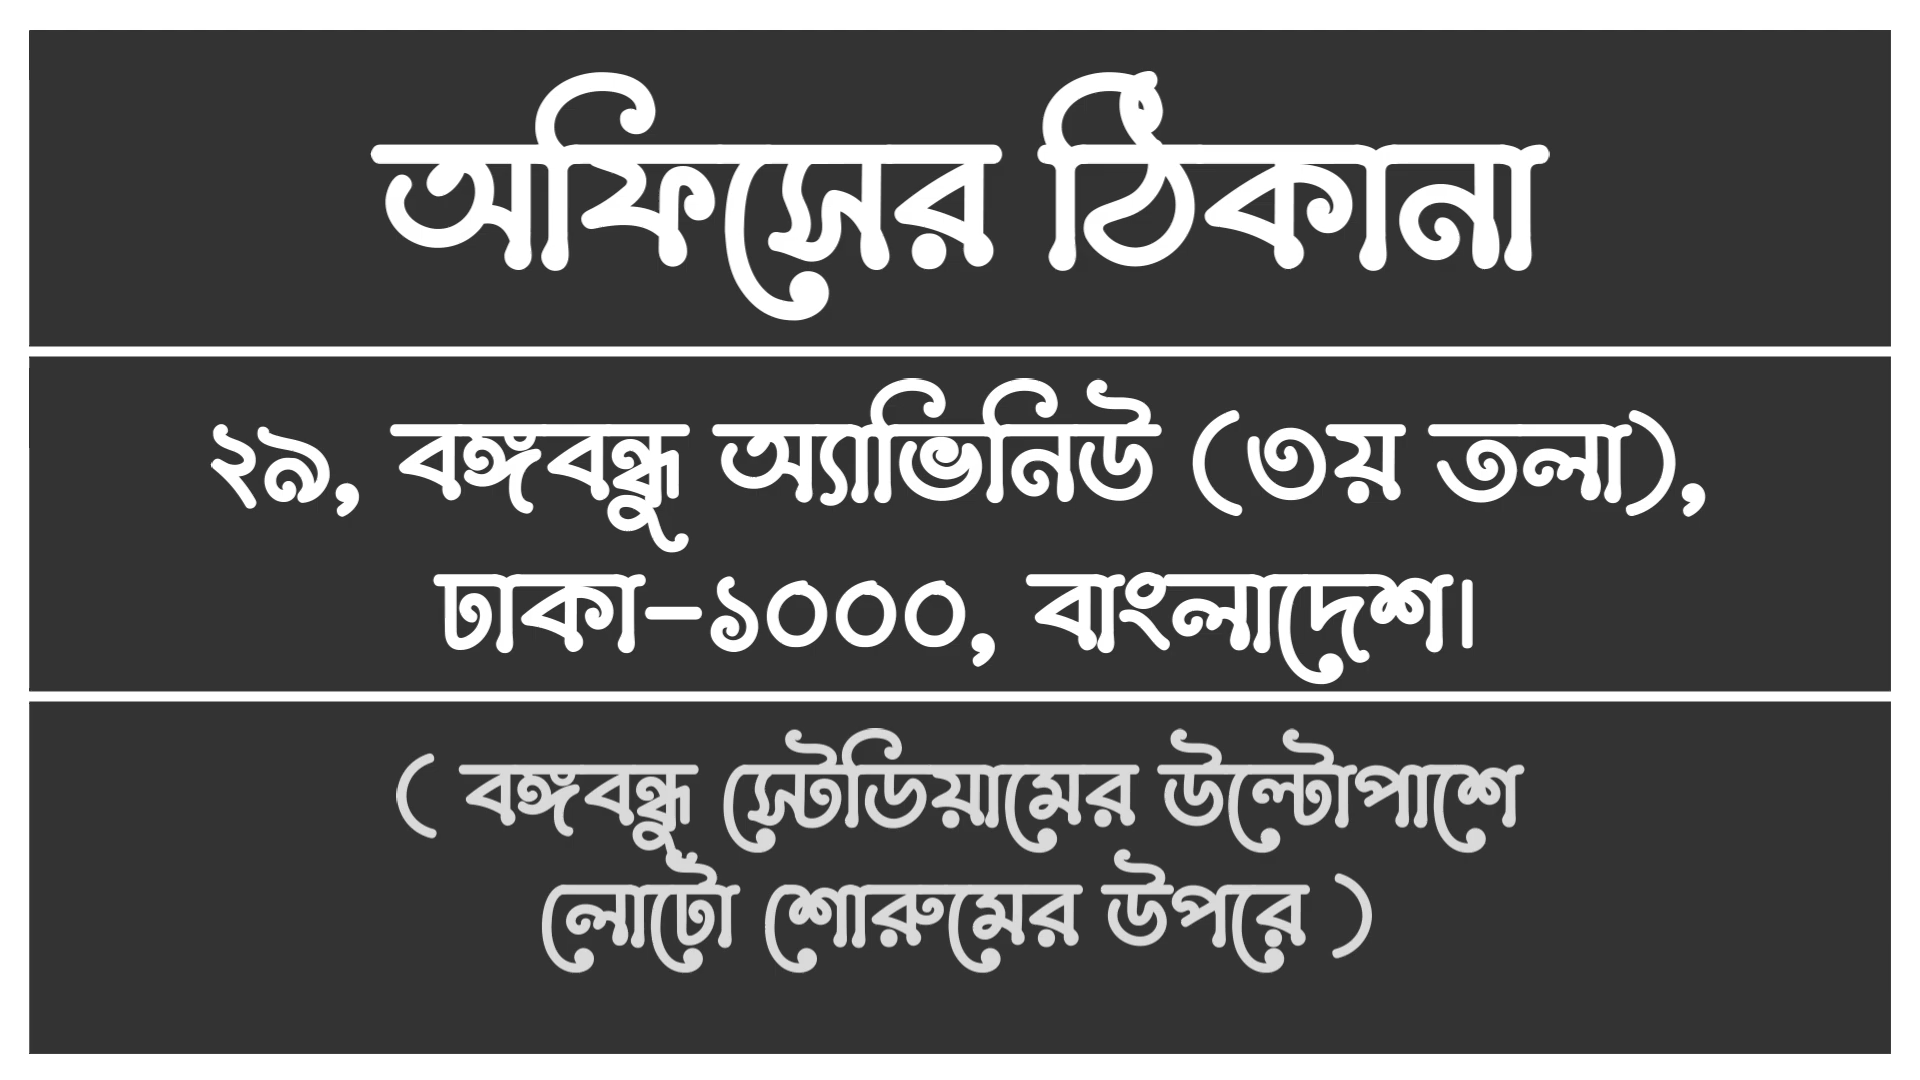 অফিসের ঠিকানা
২৯, বঙ্গবন্ধু অ্যাভিনিউ (৩য় তলা),
ঢাকা-১০০০, বাংলাদেশ।
( বঙ্গবন্ধু স্টেডিয়ামের উল্টোপাশে
লোটো শোরুমের উপরে )